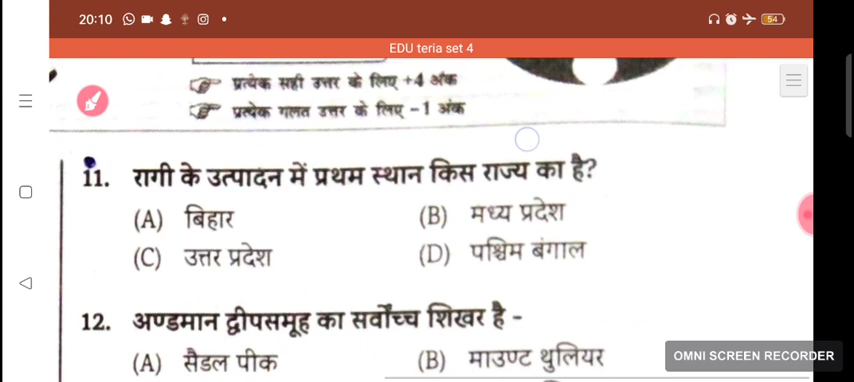 20:10
54
EDU teria set 4
प्रत्येक सही उत्तर के लिए +4 अंक
प्रत्येक गलत उत्तर के लिए -1 अंक
11. रागी के उत्पादन में प्रथम स्थान किस राज्य का है?
(A) बिहार (B) मध्य प्रदेश
(C) उत्तर प्रदेश (D) पश्चिम बंगाल
12. अण्डमान द्वीपसमूह का सर्वोच्च शिखर है -
(A) सैडल पीक (B) माउण्ट थुलियर
OMNI SCREEN RECORDER